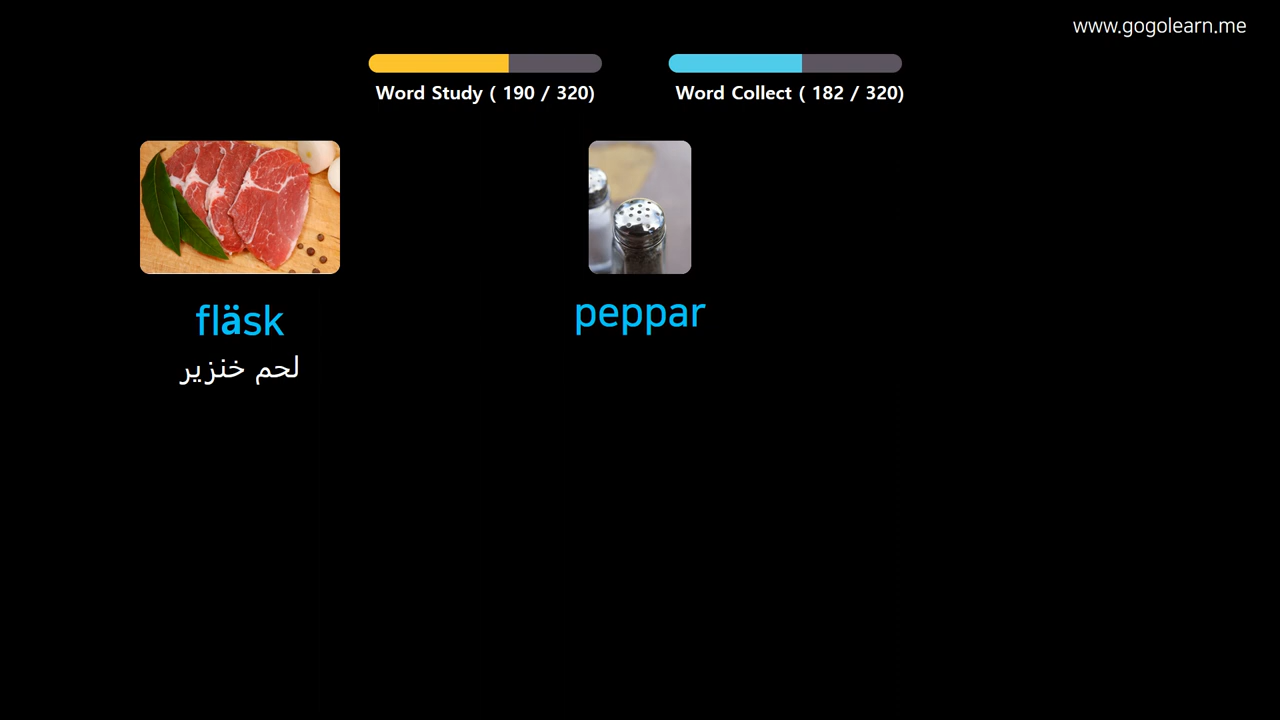 www.gogolearn.me
Word Study ( 190 / 320)
Word Collect ( 182 / 320)
fläsk
لحم خنزير
peppar